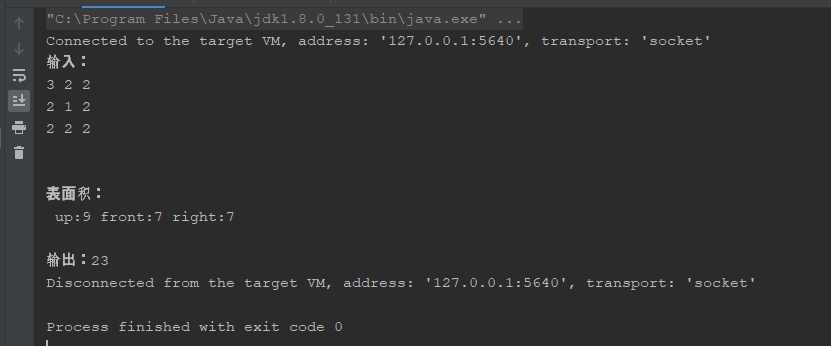 "C:\Program Files\Java\jdk1.8.0_131\bin\java.exe" ...
Connected to the target VM, address: '127.0.0.1:5640', transport: 'socket'
输入：
3 2 2
2 1 2
2 2 2
表面积：
up:9 front:7 right:7
输出：23
Disconnected from the target VM, address: '127.0.0.1:5640', transport: 'socket'
Process finished with exit code 0